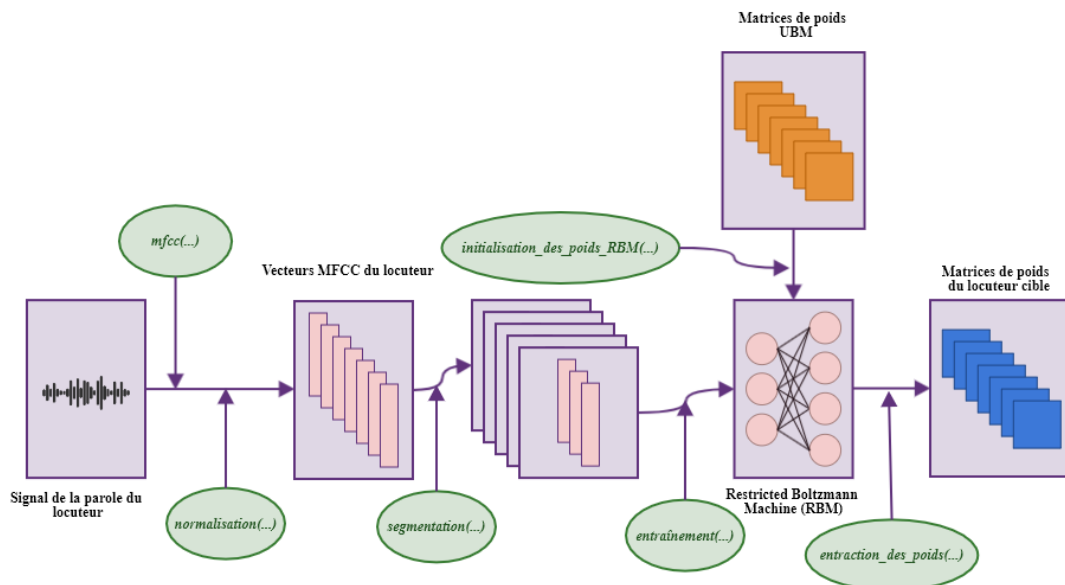 Matrices de poids
UBM
mfcc(...)
initialisation_des_poids_RBM(...)
Vecteurs MFCC du locuteur
Matrices de poids
du locuteur cible
Signal de la parole du
locuteur
normalisation(...)
segmentation(...)
entraînement(...)
Restricted Boltzmann
Machine (RBM)
entraction_des_poids(...)